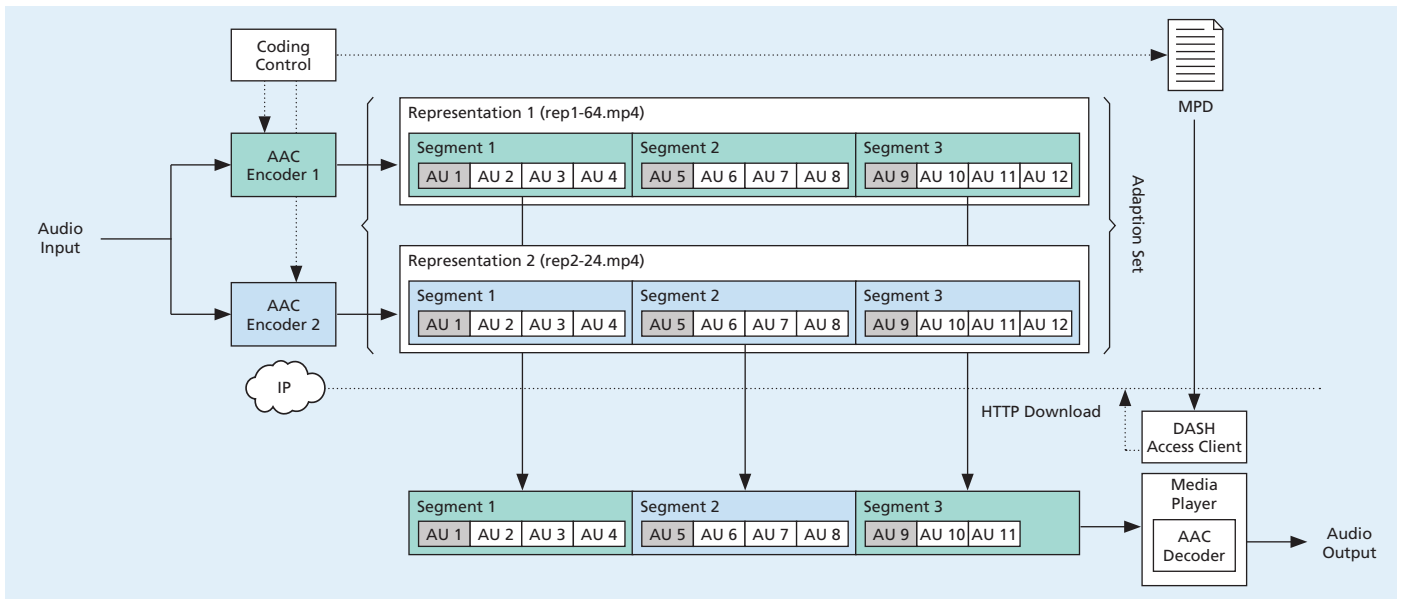 Coding
Control
MPD
Audio
Input
AAC
Encoder 1
AAC
Encoder 2
Representation 1 (rep1-64.mp4)
Segment 1
AU 1 AU 2 AU 3 AU 4
Segment 2
AU 5 AU 6 AU 7 AU 8
Segment 3
AU 9 AU 10 AU 11 AU 12
Representation 2 (rep2-24.mp4)
Segment 1
AU 1 AU 2 AU 3 AU 4
Segment 2
AU 5 AU 6 AU 7 AU 8
Segment 3
AU 9 AU 10 AU 11 AU 12
Adaption Set
IP
HTTP Download
DASH
Access Client
Segment 1
AU 1 AU 2 AU 3 AU 4
Segment 2
AU 5 AU 6 AU 7 AU 8
Segment 3
AU 9 AU 10 AU 11
Media
Player
AAC
Decoder
Audio
Output